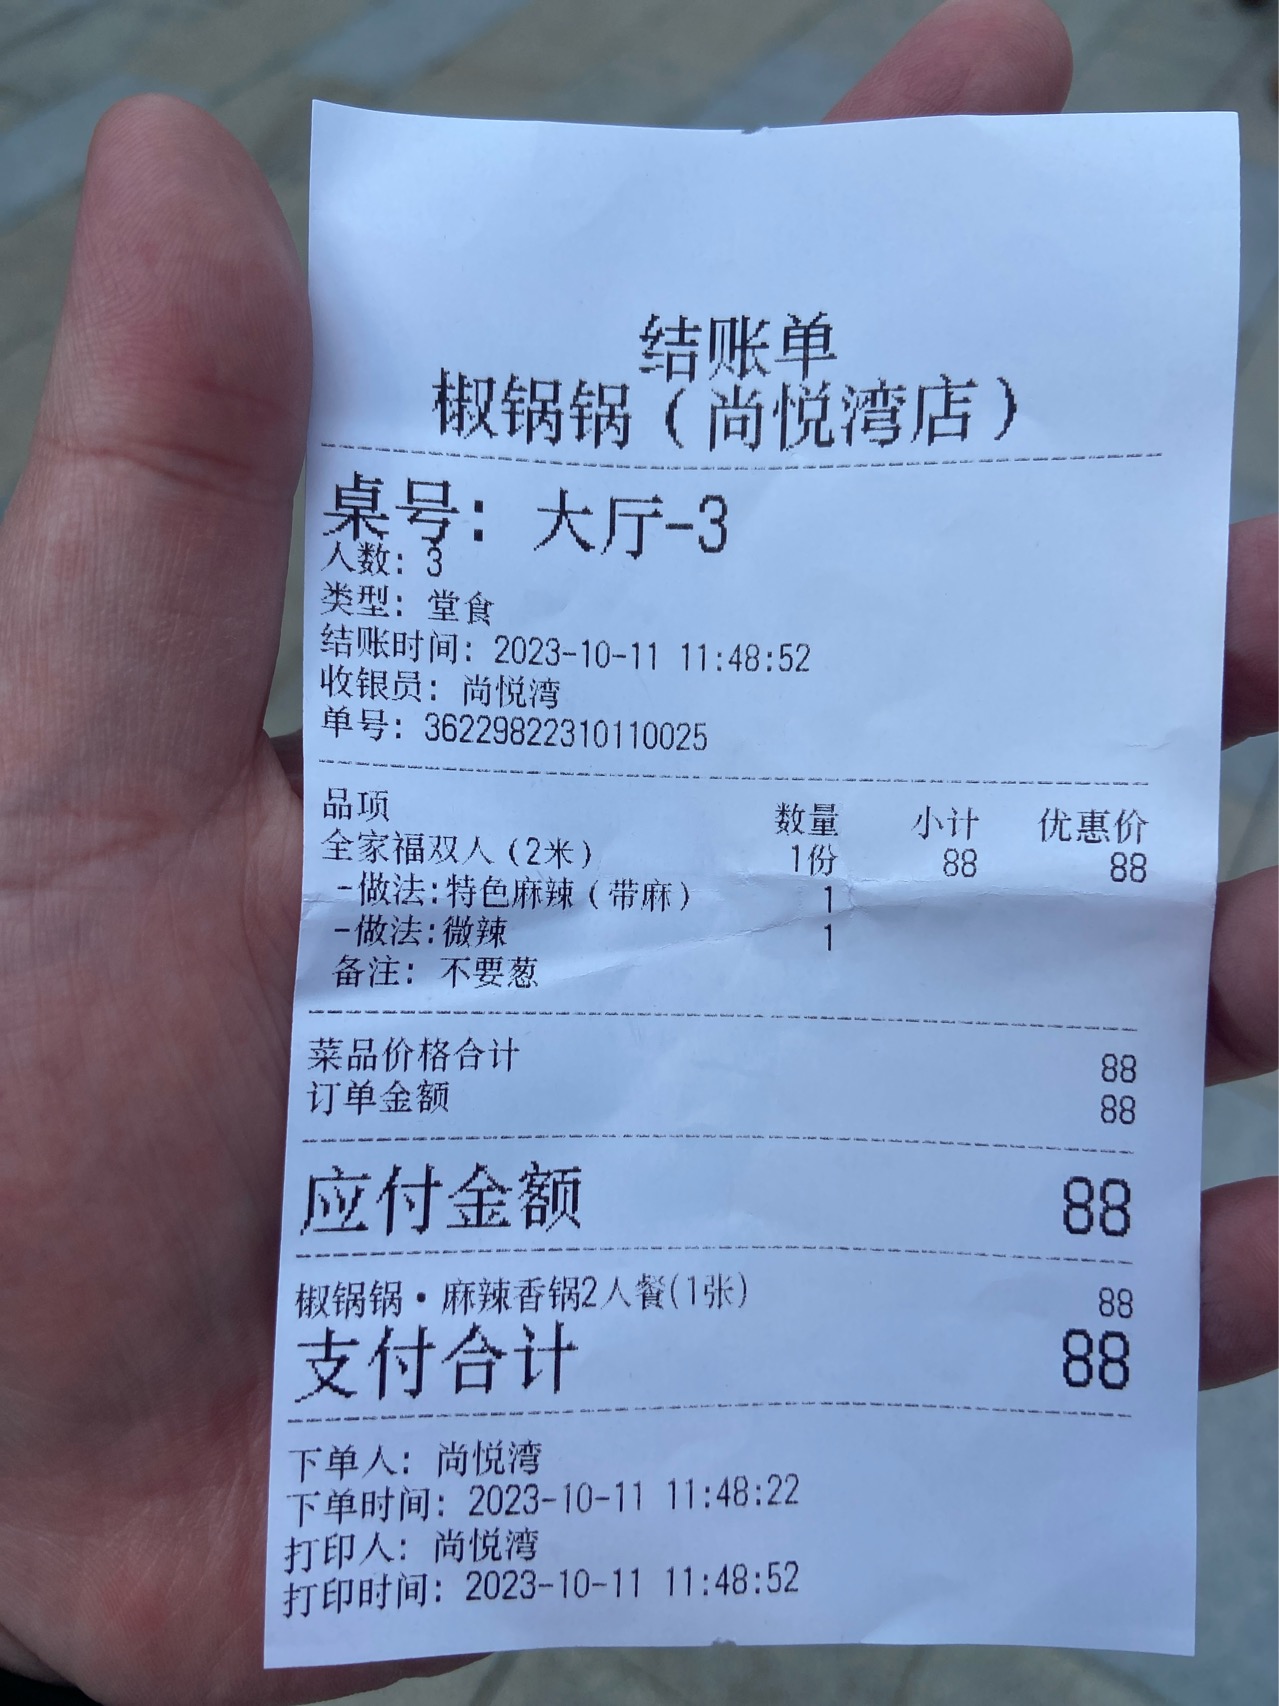 结账单
椒锅锅（尚悦湾店）
桌号：大厅-3
人数：3
类型：堂食
结账时间：2023-10-11 11:48:52
收银员：尚悦湾
单号：36229822310110025
品项 数量 小计 优惠价
全家福双人（2米） 1份 88 88
-做法:特色麻辣（带麻） 1
-做法:微辣 1
备注：不要葱
菜品价格合计 88
订单金额 88
应付金额 88
椒锅锅·麻辣香锅2人餐(1张) 88
支付合计 88
下单人：尚悦湾
下单时间：2023-10-11 11:48:22
打印人：尚悦湾
打印时间：2023-10-11 11:48:52